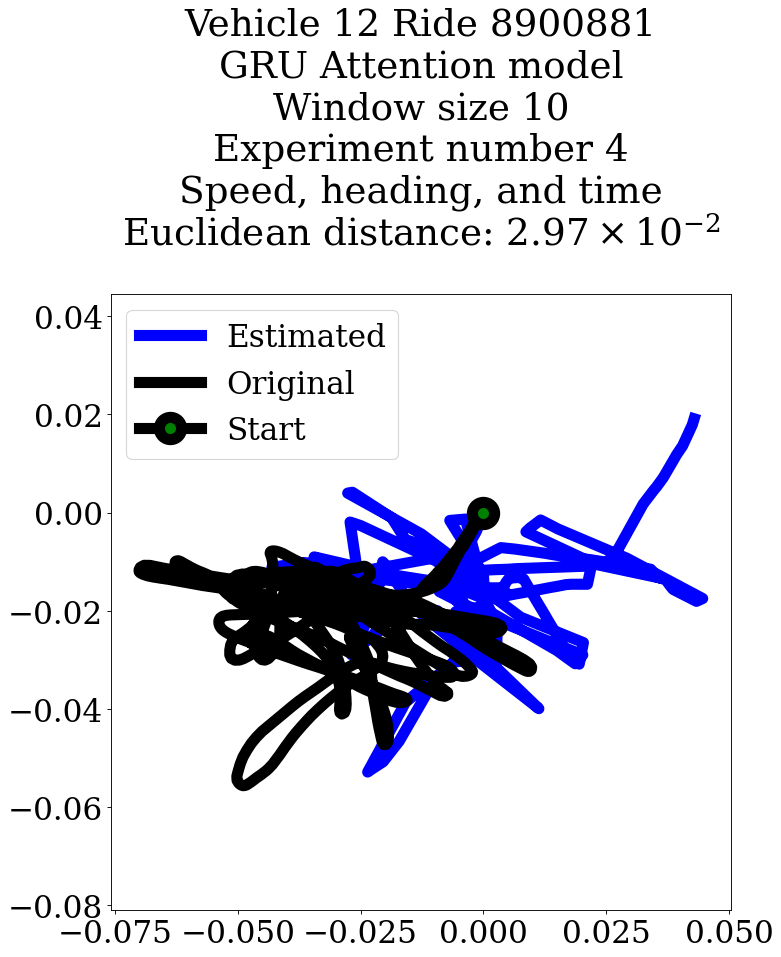 Vehicle 12 Ride 8900881
GRU Attention model
Window size 10
Experiment number 4
Speed, heading, and time
Euclidean distance: 2.97 × 10⁻²
Estimated
Original
Start
0.04
0.02
0.00
−0.02
−0.04
−0.06
−0.08
−0.075 −0.050 −0.025 0.000 0.025 0.050